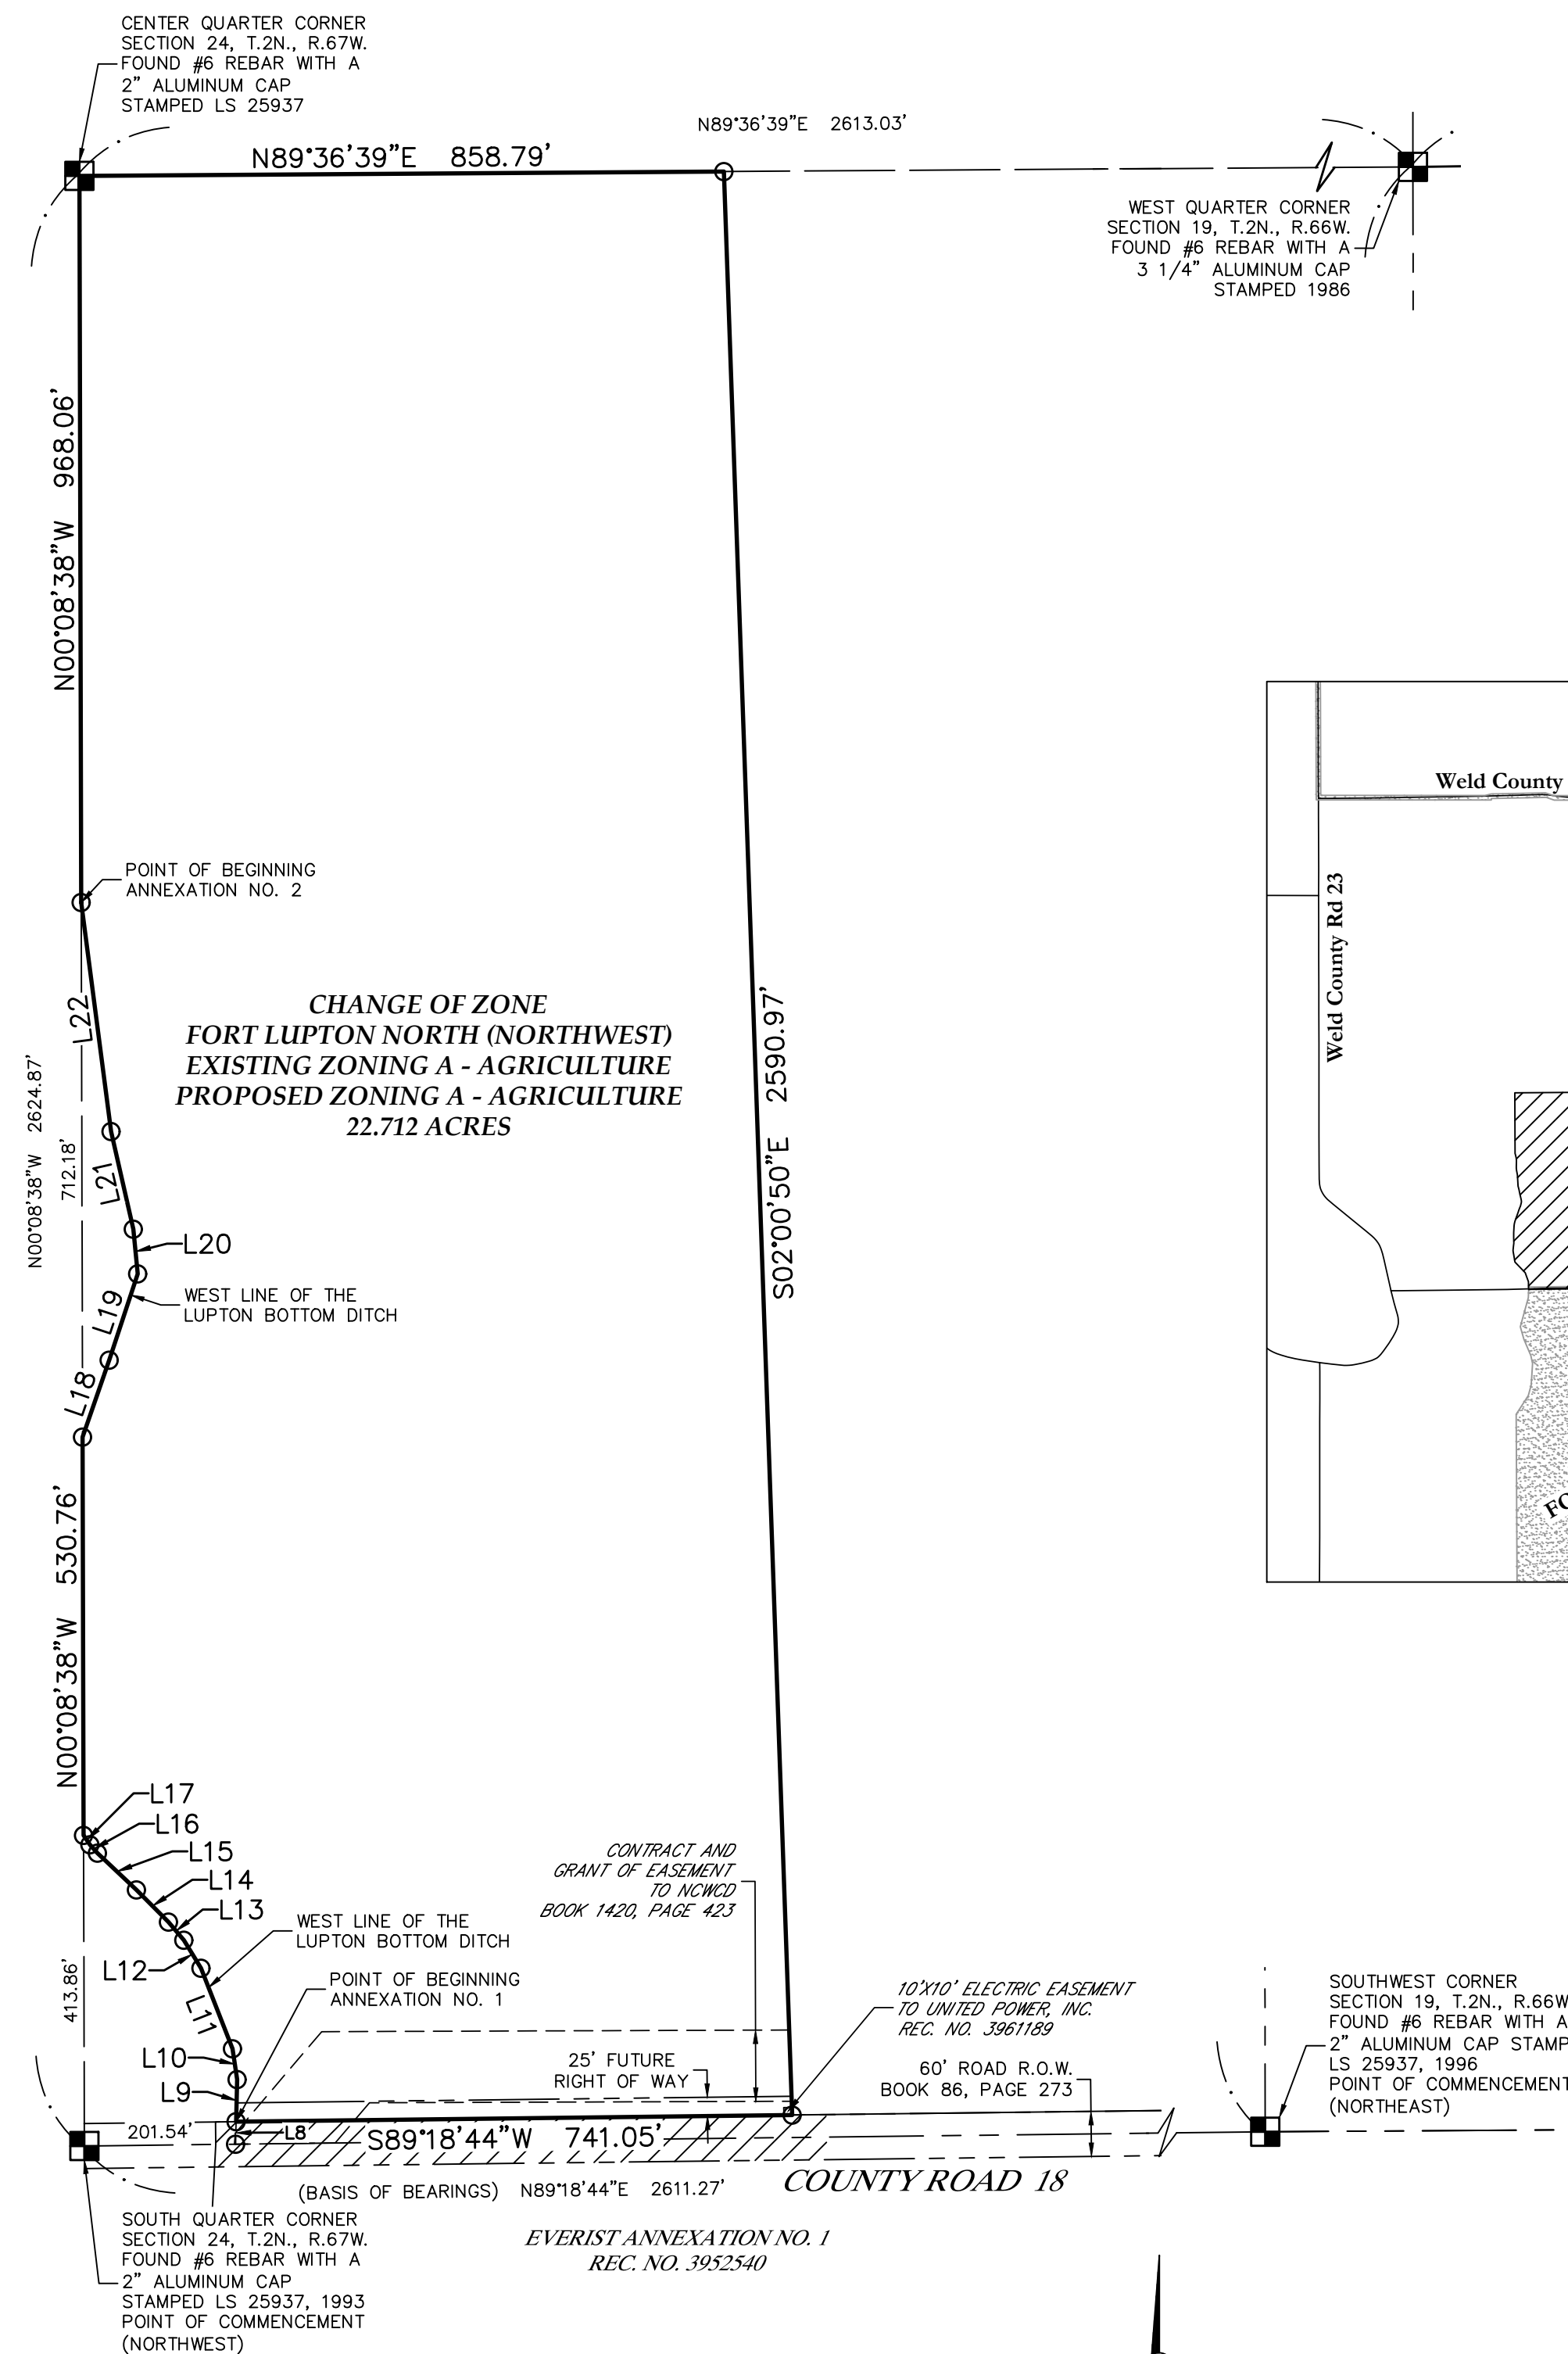 CENTER QUARTER CORNER
SECTION 24, T.2N., R.67W.
FOUND #6 REBAR WITH A
2" ALUMINUM CAP
STAMPED LS 25937
N89°36'39"E 858.79'
N89°36'39"E 2613.03'
WEST QUARTER CORNER
SECTION 19, T.2N., R.66W.
FOUND #6 REBAR WITH A
3 1/4" ALUMINUM CAP
STAMPED 1986
N00°08'38"W 968.06'
POINT OF BEGINNING
ANNEXATION NO. 2
L22
CHANGE OF ZONE
FORT LUPTON NORTH (NORTHWEST)
EXISTING ZONING A - AGRICULTURE
PROPOSED ZONING A - AGRICULTURE
22.712 ACRES
S02°00'50"E 2590.97'
N00°08'38"W 2624.87'
712.18'
L21
L20
WEST LINE OF THE
LUPTON BOTTOM DITCH
L19
L18
N00°08'38"W 530.76'
Weld County
Weld County Rd 23
L17
L16
L15
L14
L13
WEST LINE OF THE
LUPTON BOTTOM DITCH
L12
L11
POINT OF BEGINNING
ANNEXATION NO. 1
L10
L9
413.86'
CONTRACT AND
GRANT OF EASEMENT
TO NCWCD
BOOK 1420, PAGE 423
10'X10' ELECTRIC EASEMENT
TO UNITED POWER, INC.
REC. NO. 3961189
25' FUTURE
RIGHT OF WAY
60' ROAD R.O.W.
BOOK 86, PAGE 273
SOUTHWEST CORNER
SECTION 19, T.2N., R.66W
FOUND #6 REBAR WITH A
2" ALUMINUM CAP STAMP
LS 25937, 1996
POINT OF COMMENCEMENT
(NORTHEAST)
201.54'
L8
S89°18'44"W 741.05'
COUNTY ROAD 18
(BASIS OF BEARINGS) N89°18'44"E 2611.27'
EVERIST ANNEXATION NO. 1
REC. NO. 3952540
SOUTH QUARTER CORNER
SECTION 24, T.2N., R.67W.
FOUND #6 REBAR WITH A
2" ALUMINUM CAP
STAMPED LS 25937, 1993
POINT OF COMMENCEMENT
(NORTHWEST)